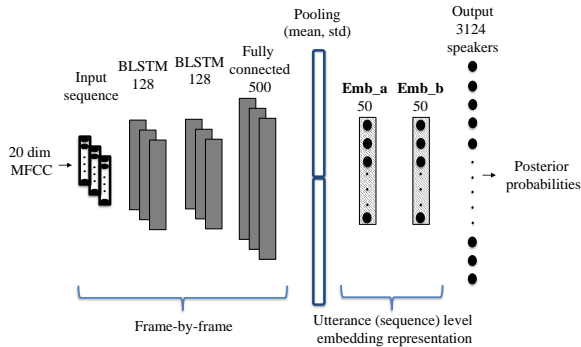 Output
3124
speakers
Pooling
(mean, std)
Fully
connected
500
BLSTM
128
BLSTM
128
Input
sequence
Emb_a
50
Emb_b
50
20 dim
MFCC
Posterior
probabilities
Frame-by-frame
Utterance (sequence) level
embedding representation